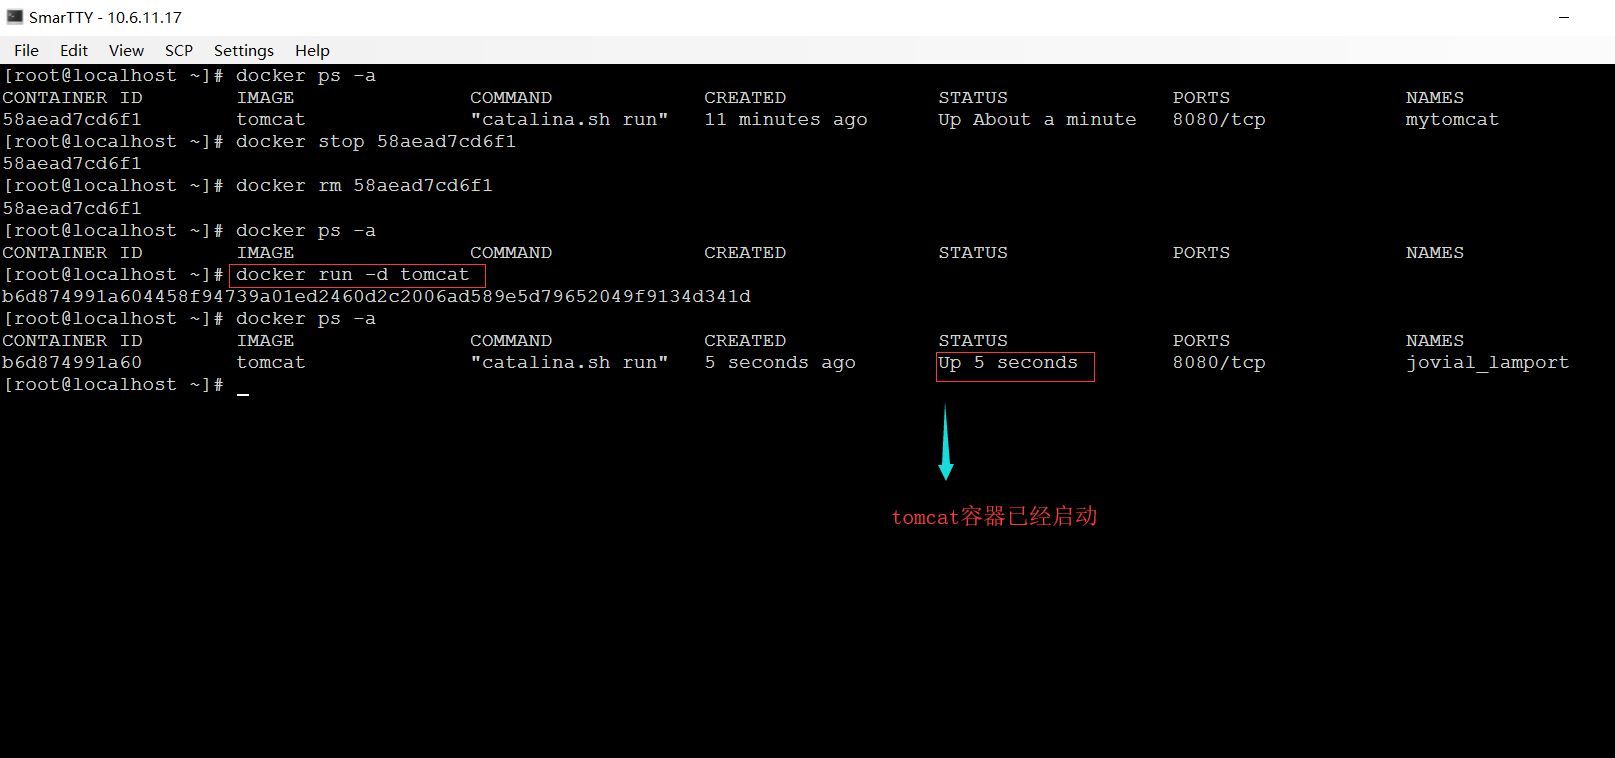 SmarTTY - 10.6.11.17
File Edit View SCP Settings Help
[root@localhost ~]# docker ps -a
CONTAINER ID IMAGE COMMAND CREATED STATUS PORTS NAMES
58aead7cd6f1 tomcat "catalina.sh run" 11 minutes ago Up About a minute 8080/tcp mytomcat
[root@localhost ~]# docker stop 58aead7cd6f1
58aead7cd6f1
[root@localhost ~]# docker rm 58aead7cd6f1
58aead7cd6f1
[root@localhost ~]# docker ps -a
CONTAINER ID IMAGE COMMAND CREATED STATUS PORTS NAMES
[root@localhost ~]# docker run -d tomcat
b6d874991a604458f94739a01ed2460d2c2006ad589e5d79652049f9134d341d
[root@localhost ~]# docker ps -a
CONTAINER ID IMAGE COMMAND CREATED STATUS PORTS NAMES
b6d874991a60 tomcat "catalina.sh run" 5 seconds ago Up 5 seconds 8080/tcp jovial_lamport
[root@localhost ~]#
tomcat容器已经启动